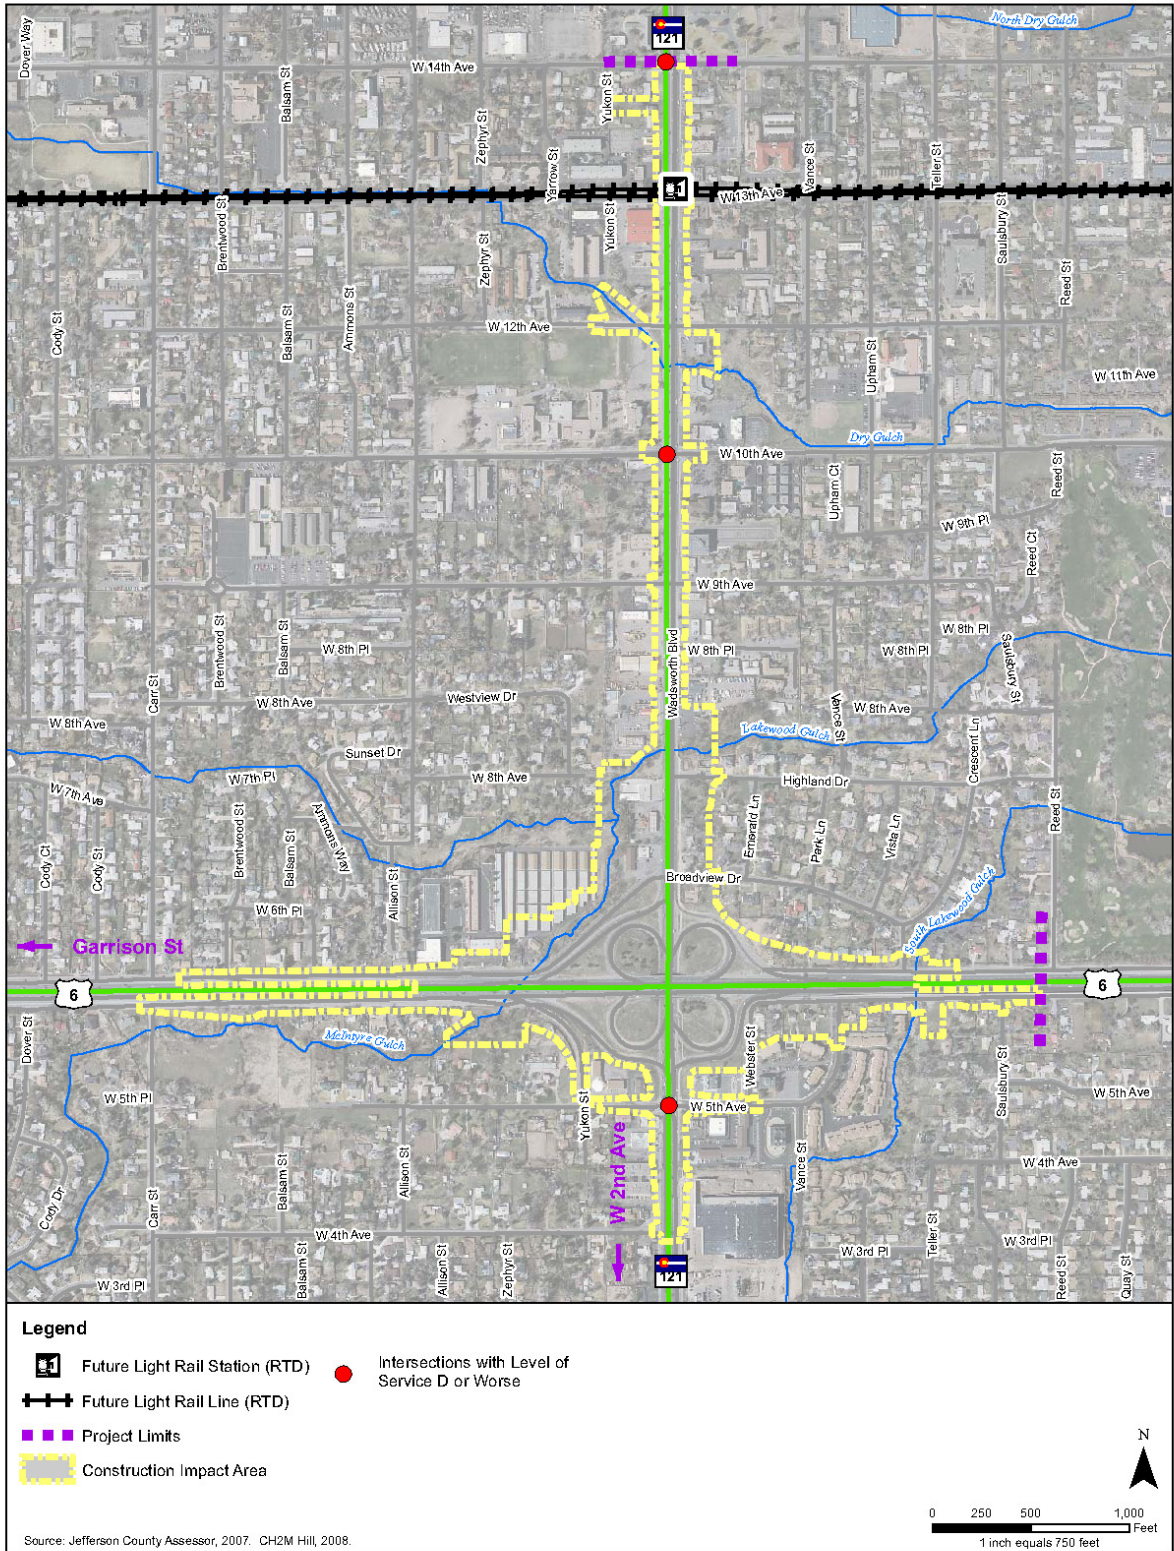 North Dry Gulch
Dover Way
121
W 14th Ave
Balsam St
Yukon St
Zephyr St
Yarrow St
Vance St
Teller St
W 13th Ave
Brentwood St
Zephyr St
Yukon St
Saulsbury St
Reed St
Cody St
Balsam St
Ammons St
W 12th Ave
Upham St
W 11th Ave
Dry Gulch
W 10th Ave
Reed St
Upham Ct
W 9th Pl
Reed Ct
W 9th Ave
Brentwood St
Balsam St
W 8th Pl
Wadsworth Blvd
W 8th Pl
W 8th Pl
W 8th Pl
Saulsbury St
Carr St
W 8th Ave
Westview Dr
Vance St
W 8th Ave
W 8th Ave
Lakewood Gulch
Crescent Ln
Sunset Dr
W 7th Pl
W 8th Ave
Highland Dr
W 7th Ave
Reed St
Brentwood St
Ammons Way
Emerald Ln
Park Ln
Vista Ln
Cody Ct
Cody St
Balsam St
Allison St
Broadview Dr
W 6th Pl
South Lakewood Gulch
Garrison St
6
6
Dover St
McIntyre Gulch
Webster St
Saulsbury St
W 5th Pl
Yukon St
W 5th Ave
W 5th Ave
W 2nd Ave
Cody Dr
Carr St
Balsam St
Allison St
Vance St
W 4th Ave
W 4th Ave
Teller St
W 3rd Pl
W 3rd Pl
W 3rd Pl
Balsam St
Allison St
Zephyr St
121
Reed St
Quay St
Legend
Future Light Rail Station (RTD)
Future Light Rail Line (RTD)
Project Limits
Construction Impact Area
Intersections with Level of
Service D or Worse
N
0 250 500 1,000
Feet
1 inch equals 750 feet
Source: Jefferson County Assessor, 2007. CH2M Hill, 2008.